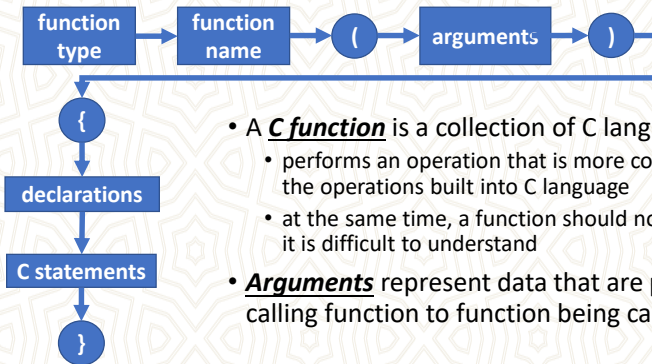 function type
function name
(
arguments
)
{
declarations
C statements
}
• A C function is a collection of C lang
• performs an operation that is more co
the operations built into C language
• at the same time, a function should no
it is difficult to understand
• Arguments represent data that are p
calling function to function being ca